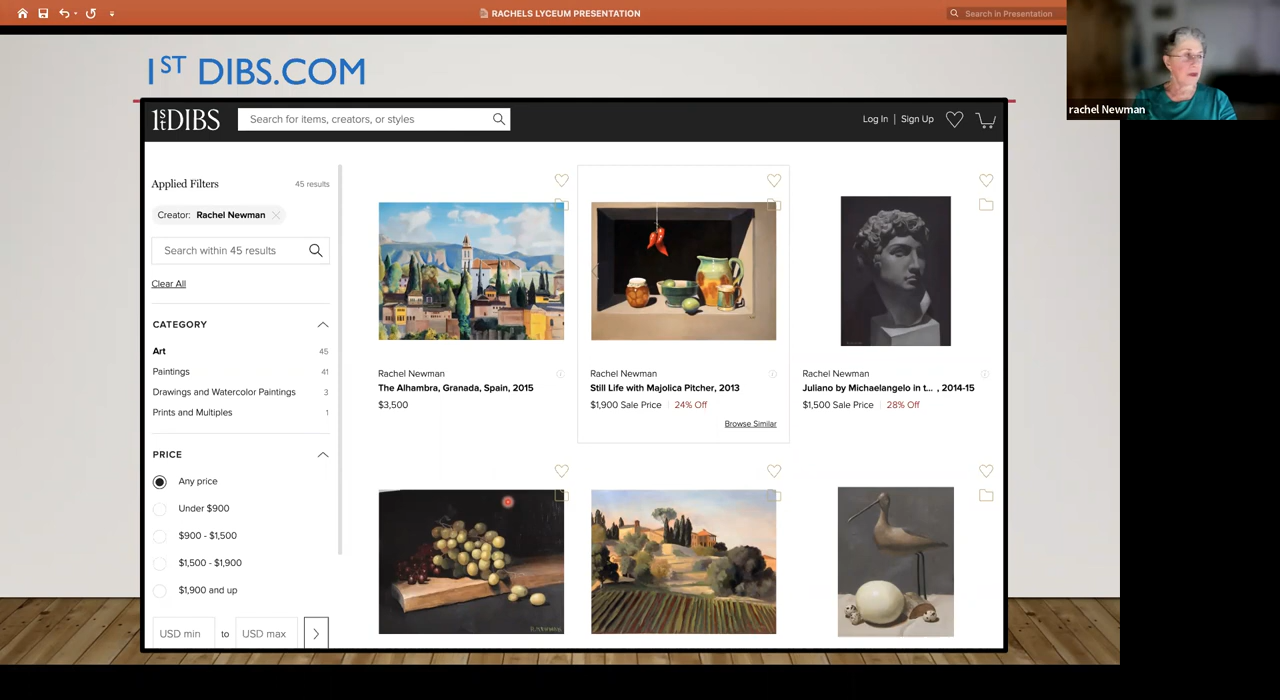 RACHELS LYCEUM PRESENTATION
Search in Presentation
rachel Newman
1ST DIBS.COM
1stDIBS
Search for items, creators, or styles
Log In | Sign Up
Applied Filters
45 results
Creator: Rachel Newman
Search within 45 results
Clear All
CATEGORY
Art 45
Paintings 41
Drawings and Watercolor Paintings 3
Prints and Multiples 1
PRICE
Any price
Under $900
$900 - $1,500
$1,500 - $1,900
$1,900 and up
USD min to USD max
Rachel Newman
The Alhambra, Granada, Spain, 2015
$3,500
Rachel Newman
Still Life with Majolica Pitcher, 2013
$1,900 Sale Price | 24% Off
Browse Similar
Rachel Newman
Juliano by Michaelangelo in t... , 2014-15
$1,500 Sale Price | 28% Off